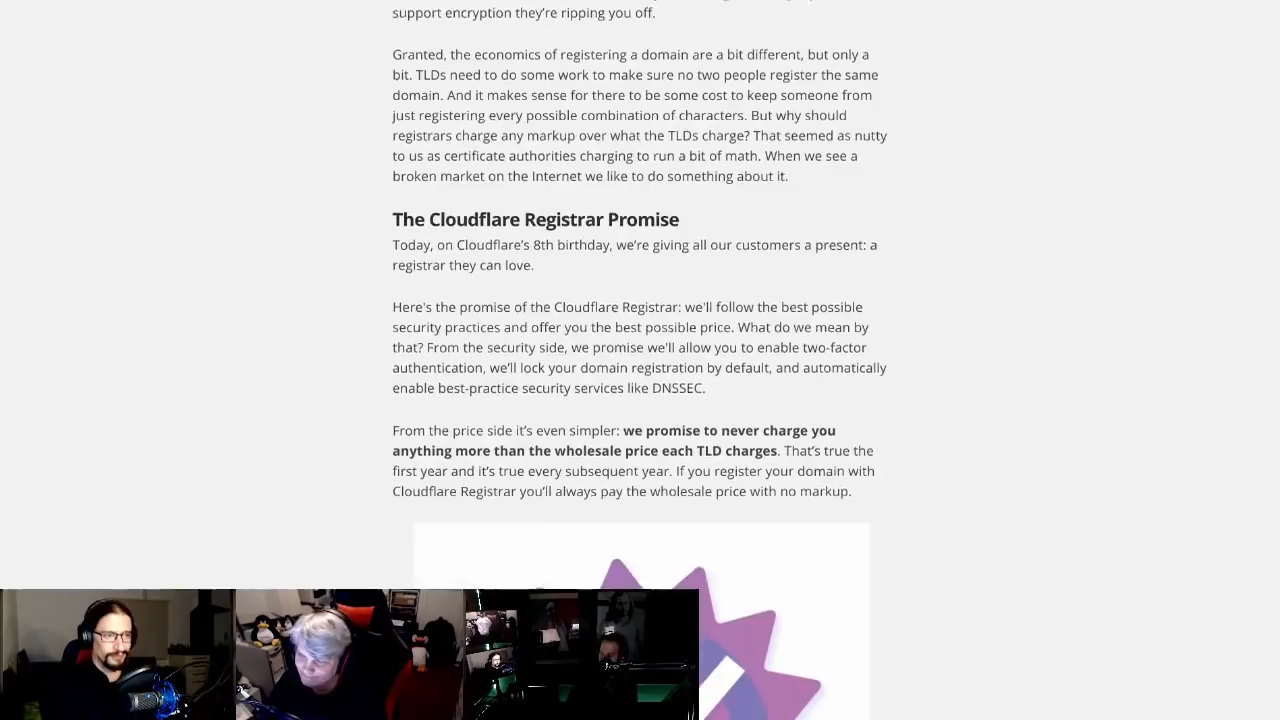 support encryption they're ripping you off.
Granted, the economics of registering a domain are a bit different, but only a
bit. TLDs need to do some work to make sure no two people register the same
domain. And it makes sense for there to be some cost to keep someone from
just registering every possible combination of characters. But why should
registrars charge any markup over what the TLDs charge? That seemed as nutty
to us as certificate authorities charging to run a bit of math. When we see a
broken market on the Internet we like to do something about it.
The Cloudflare Registrar Promise
Today, on Cloudflare’s 8th birthday, we’re giving all our customers a present: a
registrar they can love.
Here's the promise of the Cloudflare Registrar: we'll follow the best possible
security practices and offer you the best possible price. What do we mean by
that? From the security side, we promise we'll allow you to enable two-factor
authentication, we’ll lock your domain registration by default, and automatically
enable best-practice security services like DNSSEC.
From the price side it’s even simpler: we promise to never charge you
anything more than the wholesale price each TLD charges. That’s true the
first year and it’s true every subsequent year. If you register your domain with
Cloudflare Registrar you’ll always pay the wholesale price with no markup.